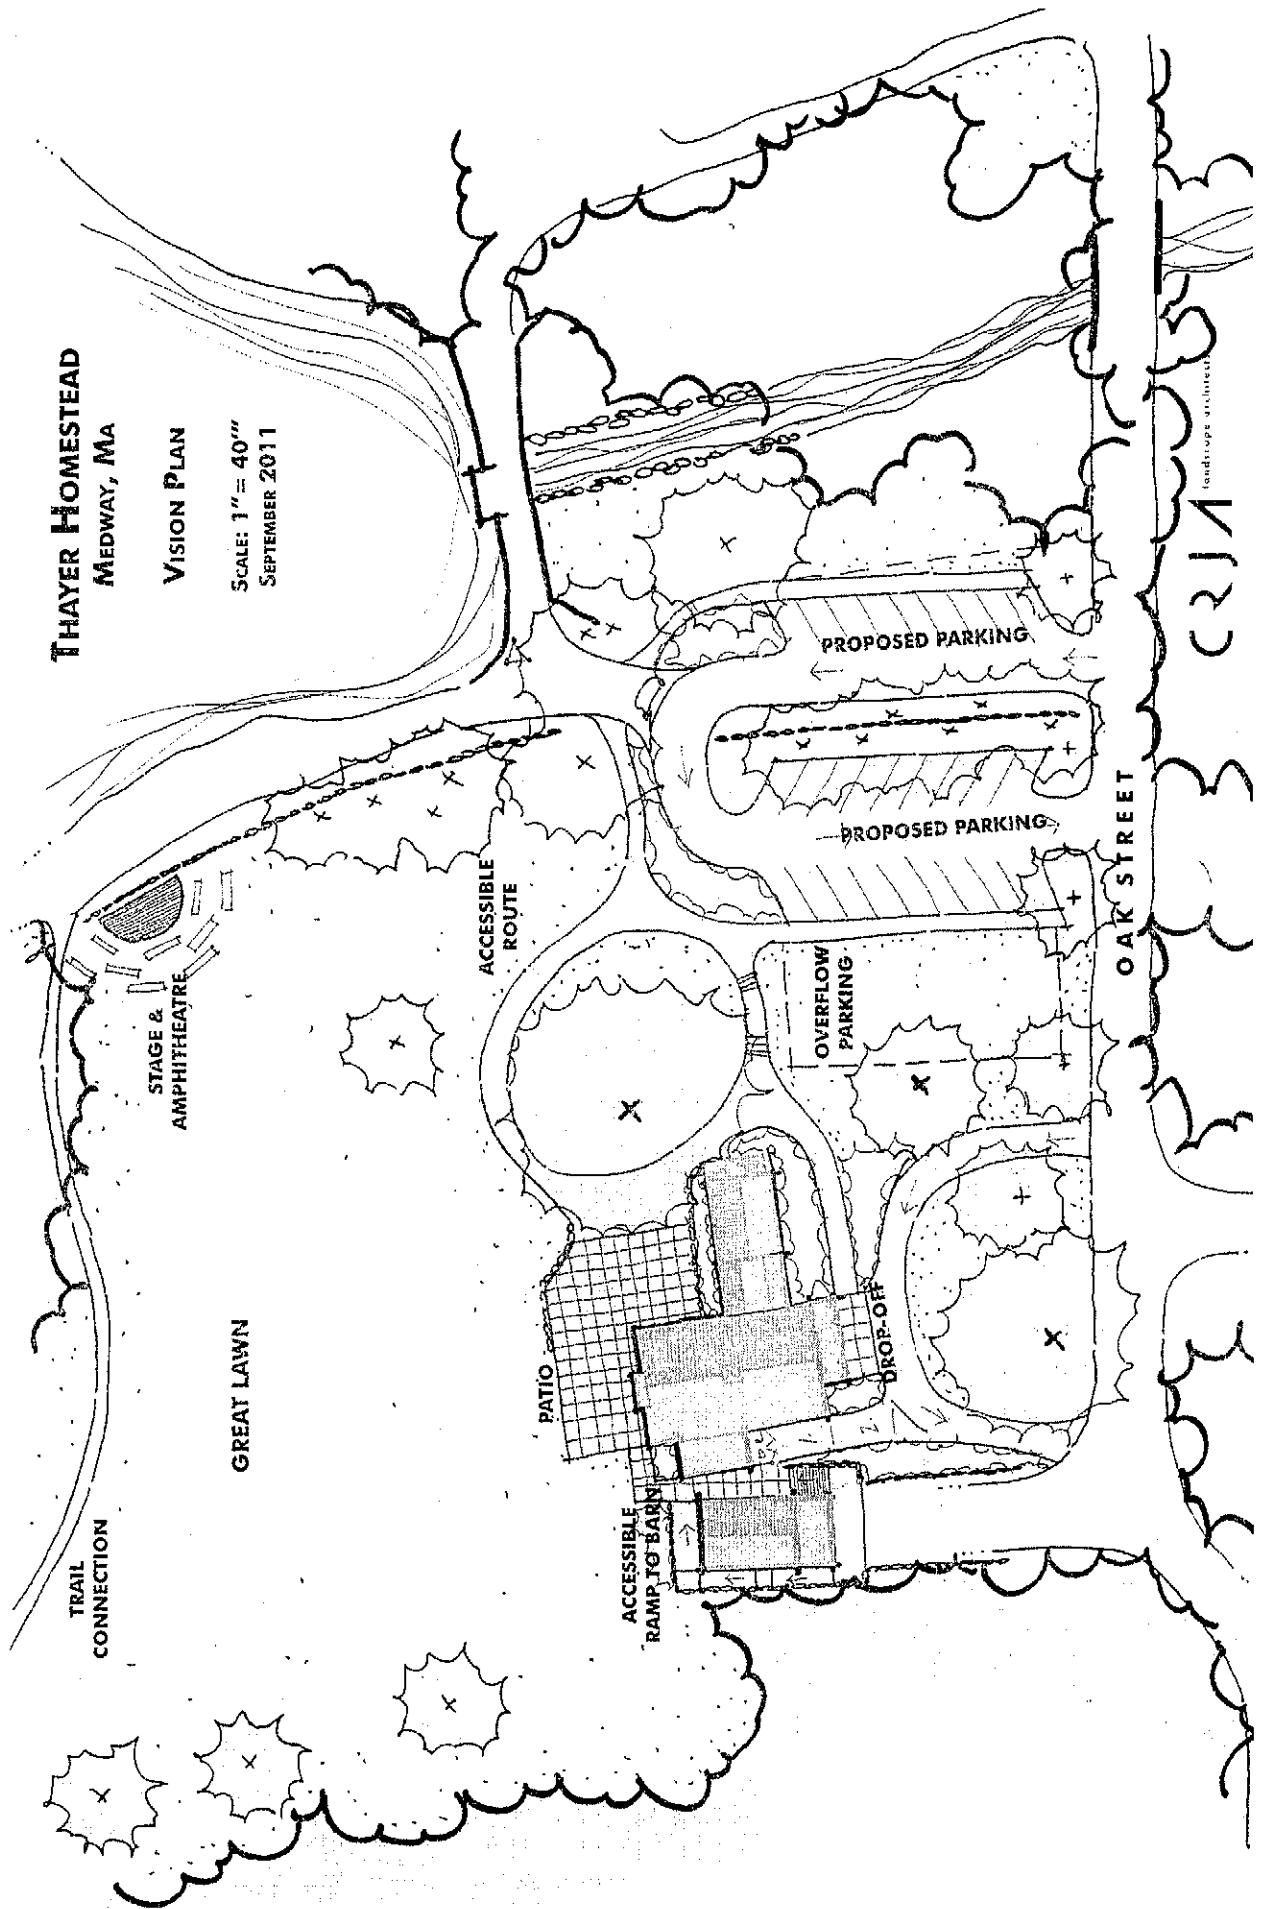 THAYER HOMESTEAD
MEDWAY, MA
VISION PLAN
SCALE: 1" = 40'"
SEPTEMBER 2011
STAGE &
AMPHITHEATRE
ACCESSIBLE
ROUTE
PROPOSED PARKING
PROPOSED PARKING
OVERFLOW
PARKING
OAK STREET
GREAT LAWN
PATIO
DROP-OFF
TRAIL
CONNECTION
ACCESSIBLE
RAMP TO BARN
CRJA
landscape architects